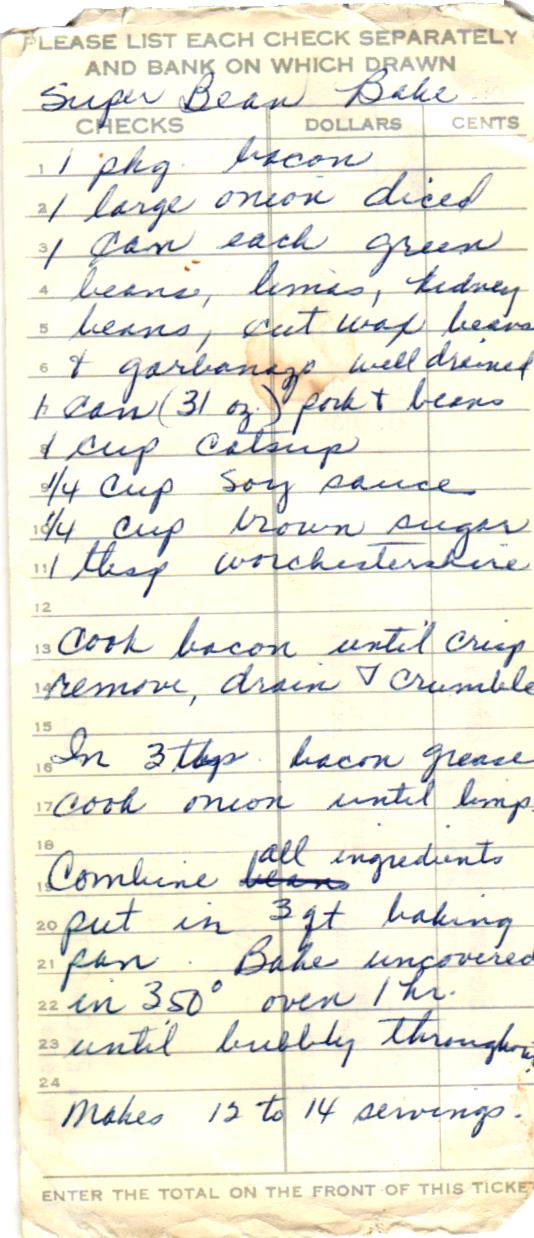 PLEASE LIST EACH CHECK SEPARATELY
AND BANK ON WHICH DRAWN
Super Bean Bake
CHECKS DOLLARS CENTS
1 1 pkg. bacon
2 1 large onion diced
3 1 can each green
4 beans, limas, kidney
5 beans, cut wax beans
6 & garbanazo well drained
1 can (31 oz.) pork & beans
8 1 cup catsup
9 1/4 cup soy sauce
10 1/4 cup brown sugar
11 1 tbsp worchestershire
12
13 Cook bacon until crisp
14 remove, drain & crumble
15
16 In 3 tbsp. bacon grease
17 cook onion until limp.
18
19 Combine ~~beans~~ all ingredients
20 put in 3 qt baking
21 pan. Bake uncovered
22 in 350° oven 1 hr.
23 until bubbly throughout
24
Makes 12 to 14 servings.
ENTER THE TOTAL ON THE FRONT OF THIS TICKET